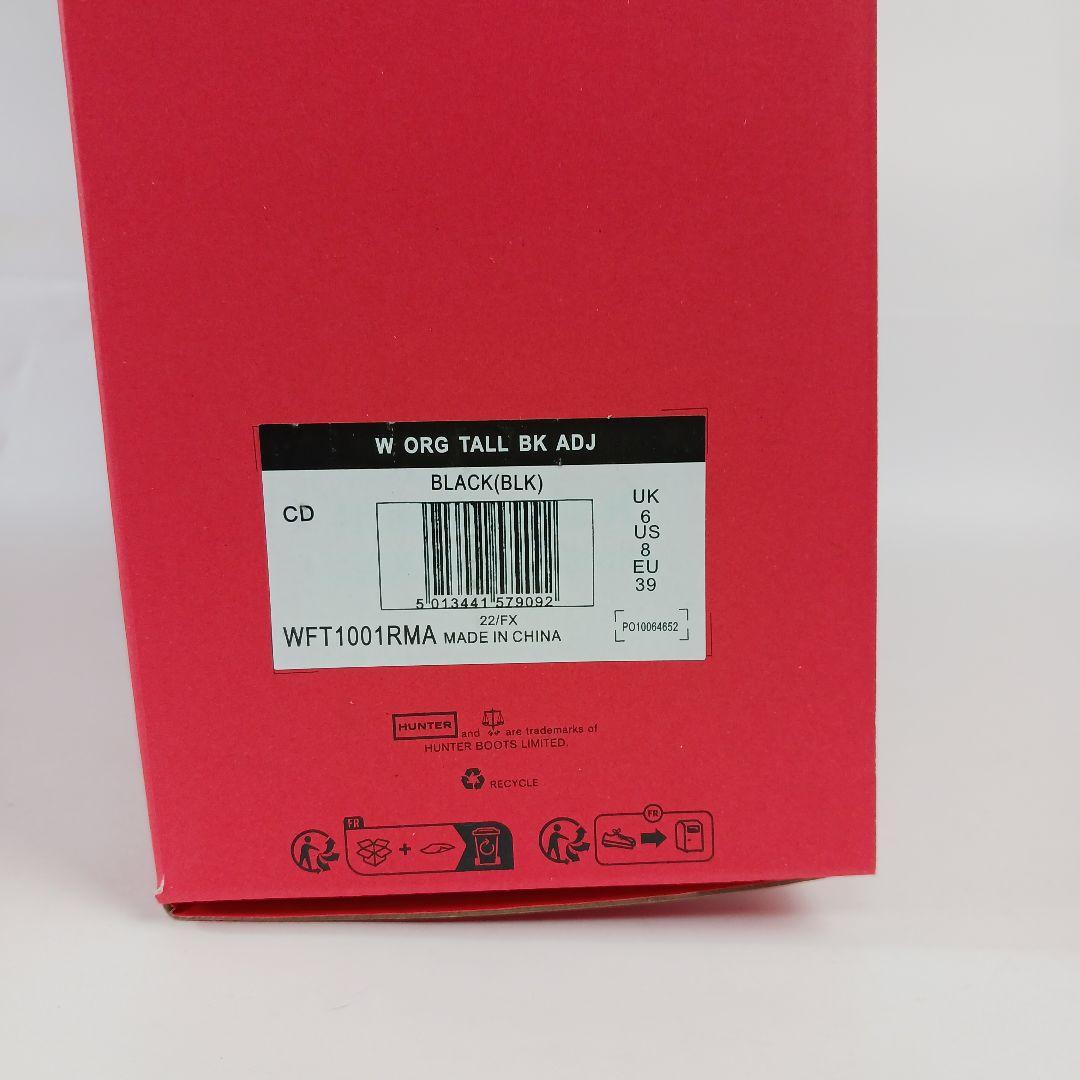 W ORG TALL BK ADJ
BLACK(BLK)
CD
UK
6
US
8
EU
39
5 013441 579092
22/FX
WFT1001RMA MADE IN CHINA
PO10064652
HUNTER and are trademarks of
HUNTER BOOTS LIMITED.
RECYCLE
FR
FR